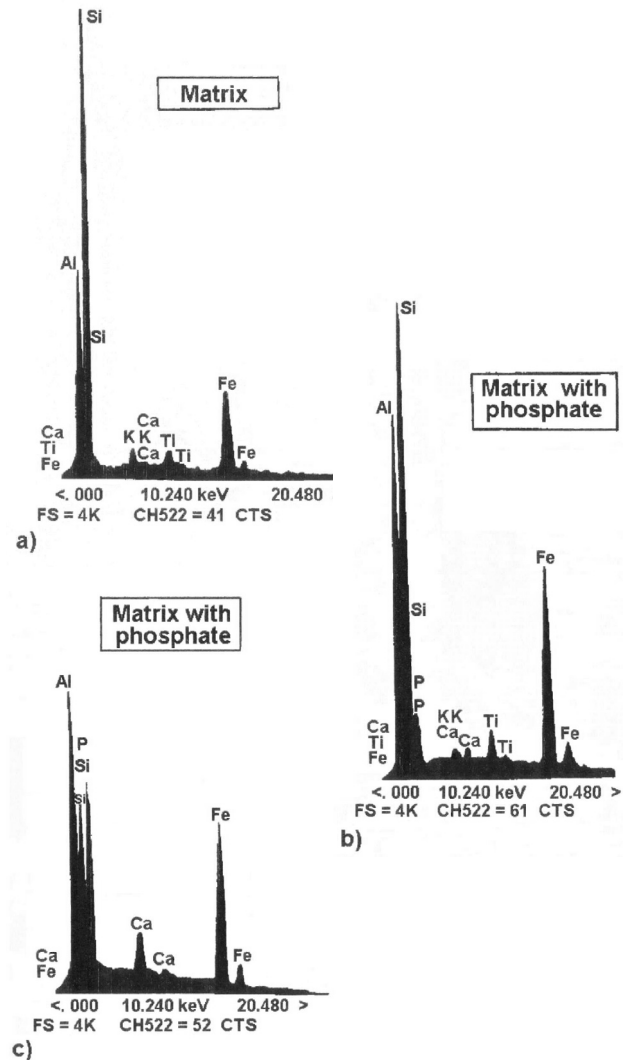 Si
Matrix
Al
Si
Fe
Ca
Ca
K K
Ti
Ti
Ca
Ti
Fe
Fe
<. 000 10.240 keV 20.480
FS = 4K CH522 = 41 CTS
a)
Si
Matrix with
phosphate
Al
Fe
Si
P
P
K K
Ca
Ca
Ti
Ti
Ca
Ti
Fe
Fe
<. 000 10.240 keV 20.480 >
FS = 4K CH522 = 61 CTS
b)
Matrix with
phosphate
Al
P
Si
Si
Fe
Ca
Ca
Fe
Ca
Fe
<. 000 10.240 keV 20.480 >
FS = 4K CH522 = 52 CTS
c)